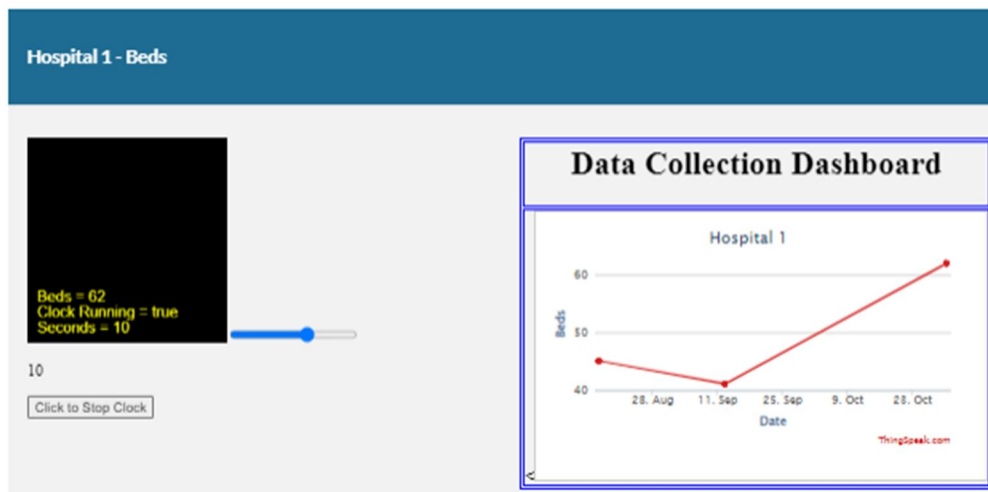 Hospital 1 - Beds
Beds = 62
Clock Running = true
Seconds = 10
10
Click to Stop Clock
Data Collection Dashboard
Hospital 1
Beds
60
50
40
28. Aug 11. Sep 25. Sep 9. Oct 28. Oct
Date
ThingSpeak.com
<